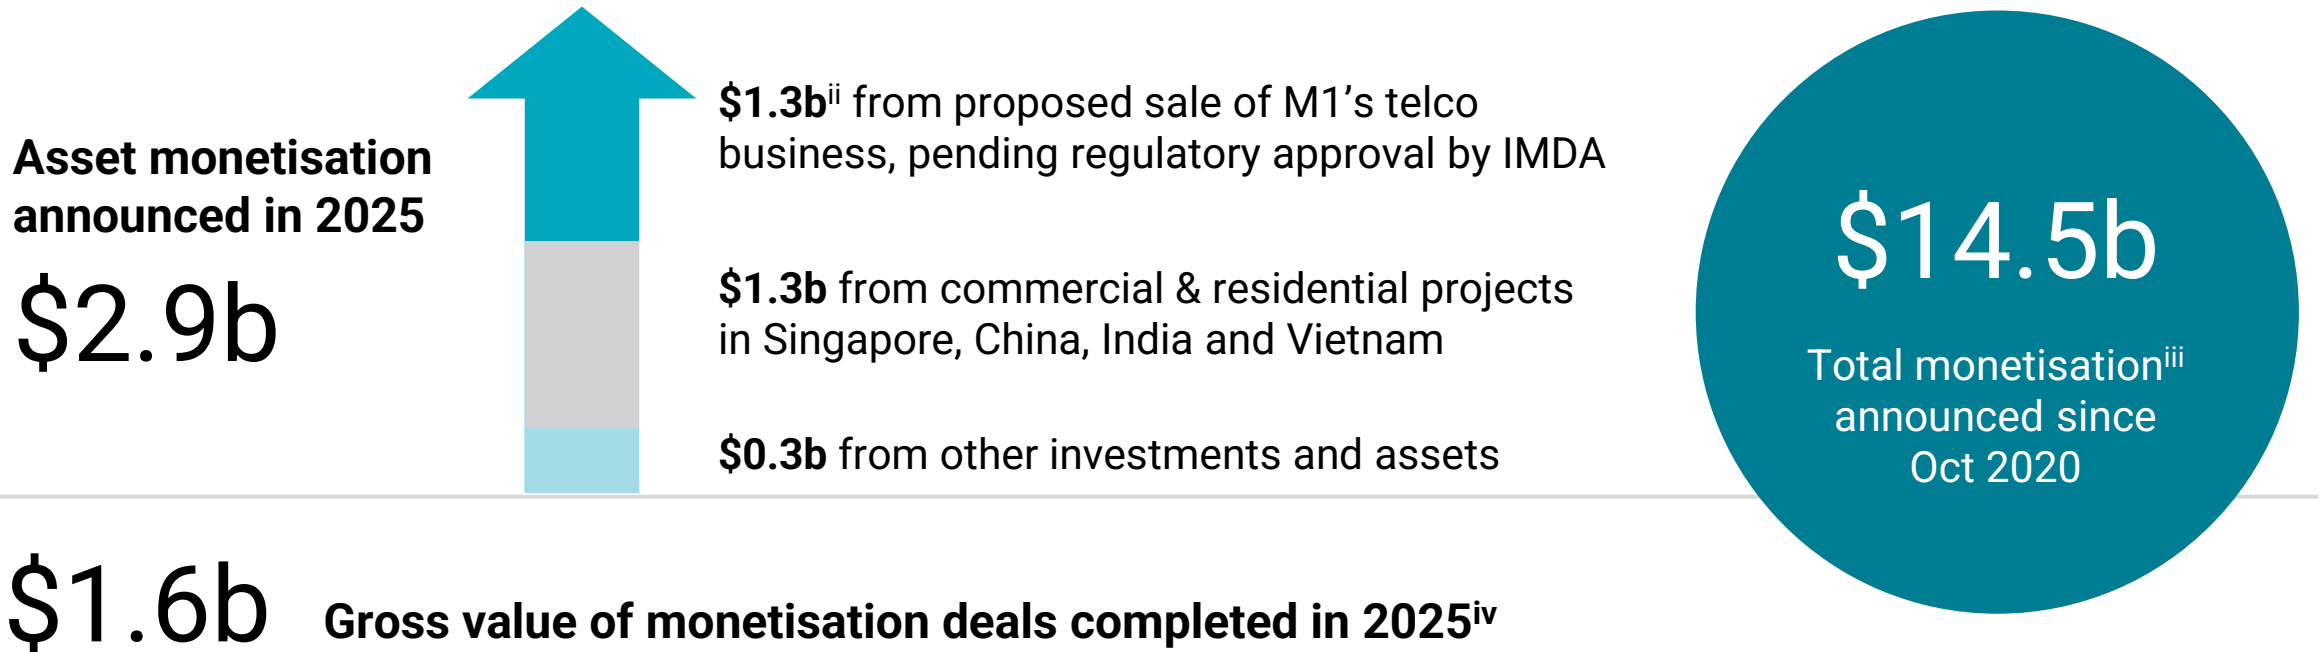 Asset monetisation
announced in 2025
$2.9b
$1.3bⁱⁱ from proposed sale of M1’s telco
business, pending regulatory approval by IMDA
$1.3b from commercial & residential projects
in Singapore, China, India and Vietnam
$0.3b from other investments and assets
$14.5b
Total monetisationⁱⁱⁱ
announced since
Oct 2020
$1.6b
Gross value of monetisation deals completed in 2025ⁱᵛ